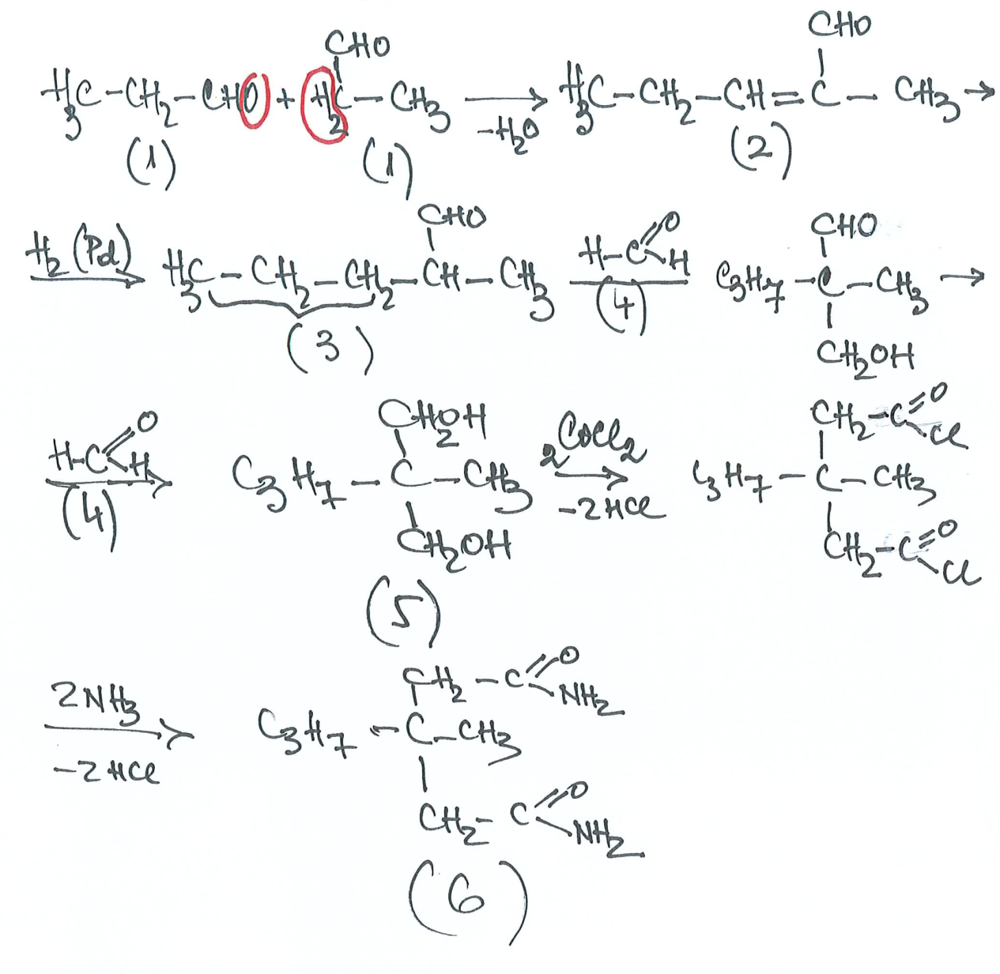 CHO CHO
H₃C-CH₂-CHO + H₂C-CH₃ → -H₂O H₃C-CH₂-CH=C-CH₃ →
(1) (1) (2)
CHO CHO
H₂(Pd) → H₃C-CH₂-CH₂-CH-CH₃ H-C=O H (4) C₃H₇-C-CH₃ →
(3) CH₂OH
H-C=O H (4) → CH₂OH 2COCl₂ → -2HCl CH₂-C=O Cl
C₃H₇-C-CH₃ C₃H₇-C-CH₃
CH₂OH CH₂-C=O Cl
(5)
2NH₃ → -2HCl CH₂-C=O NH₂
C₃H₇-C-CH₃
CH₂-C=O NH₂
(6)